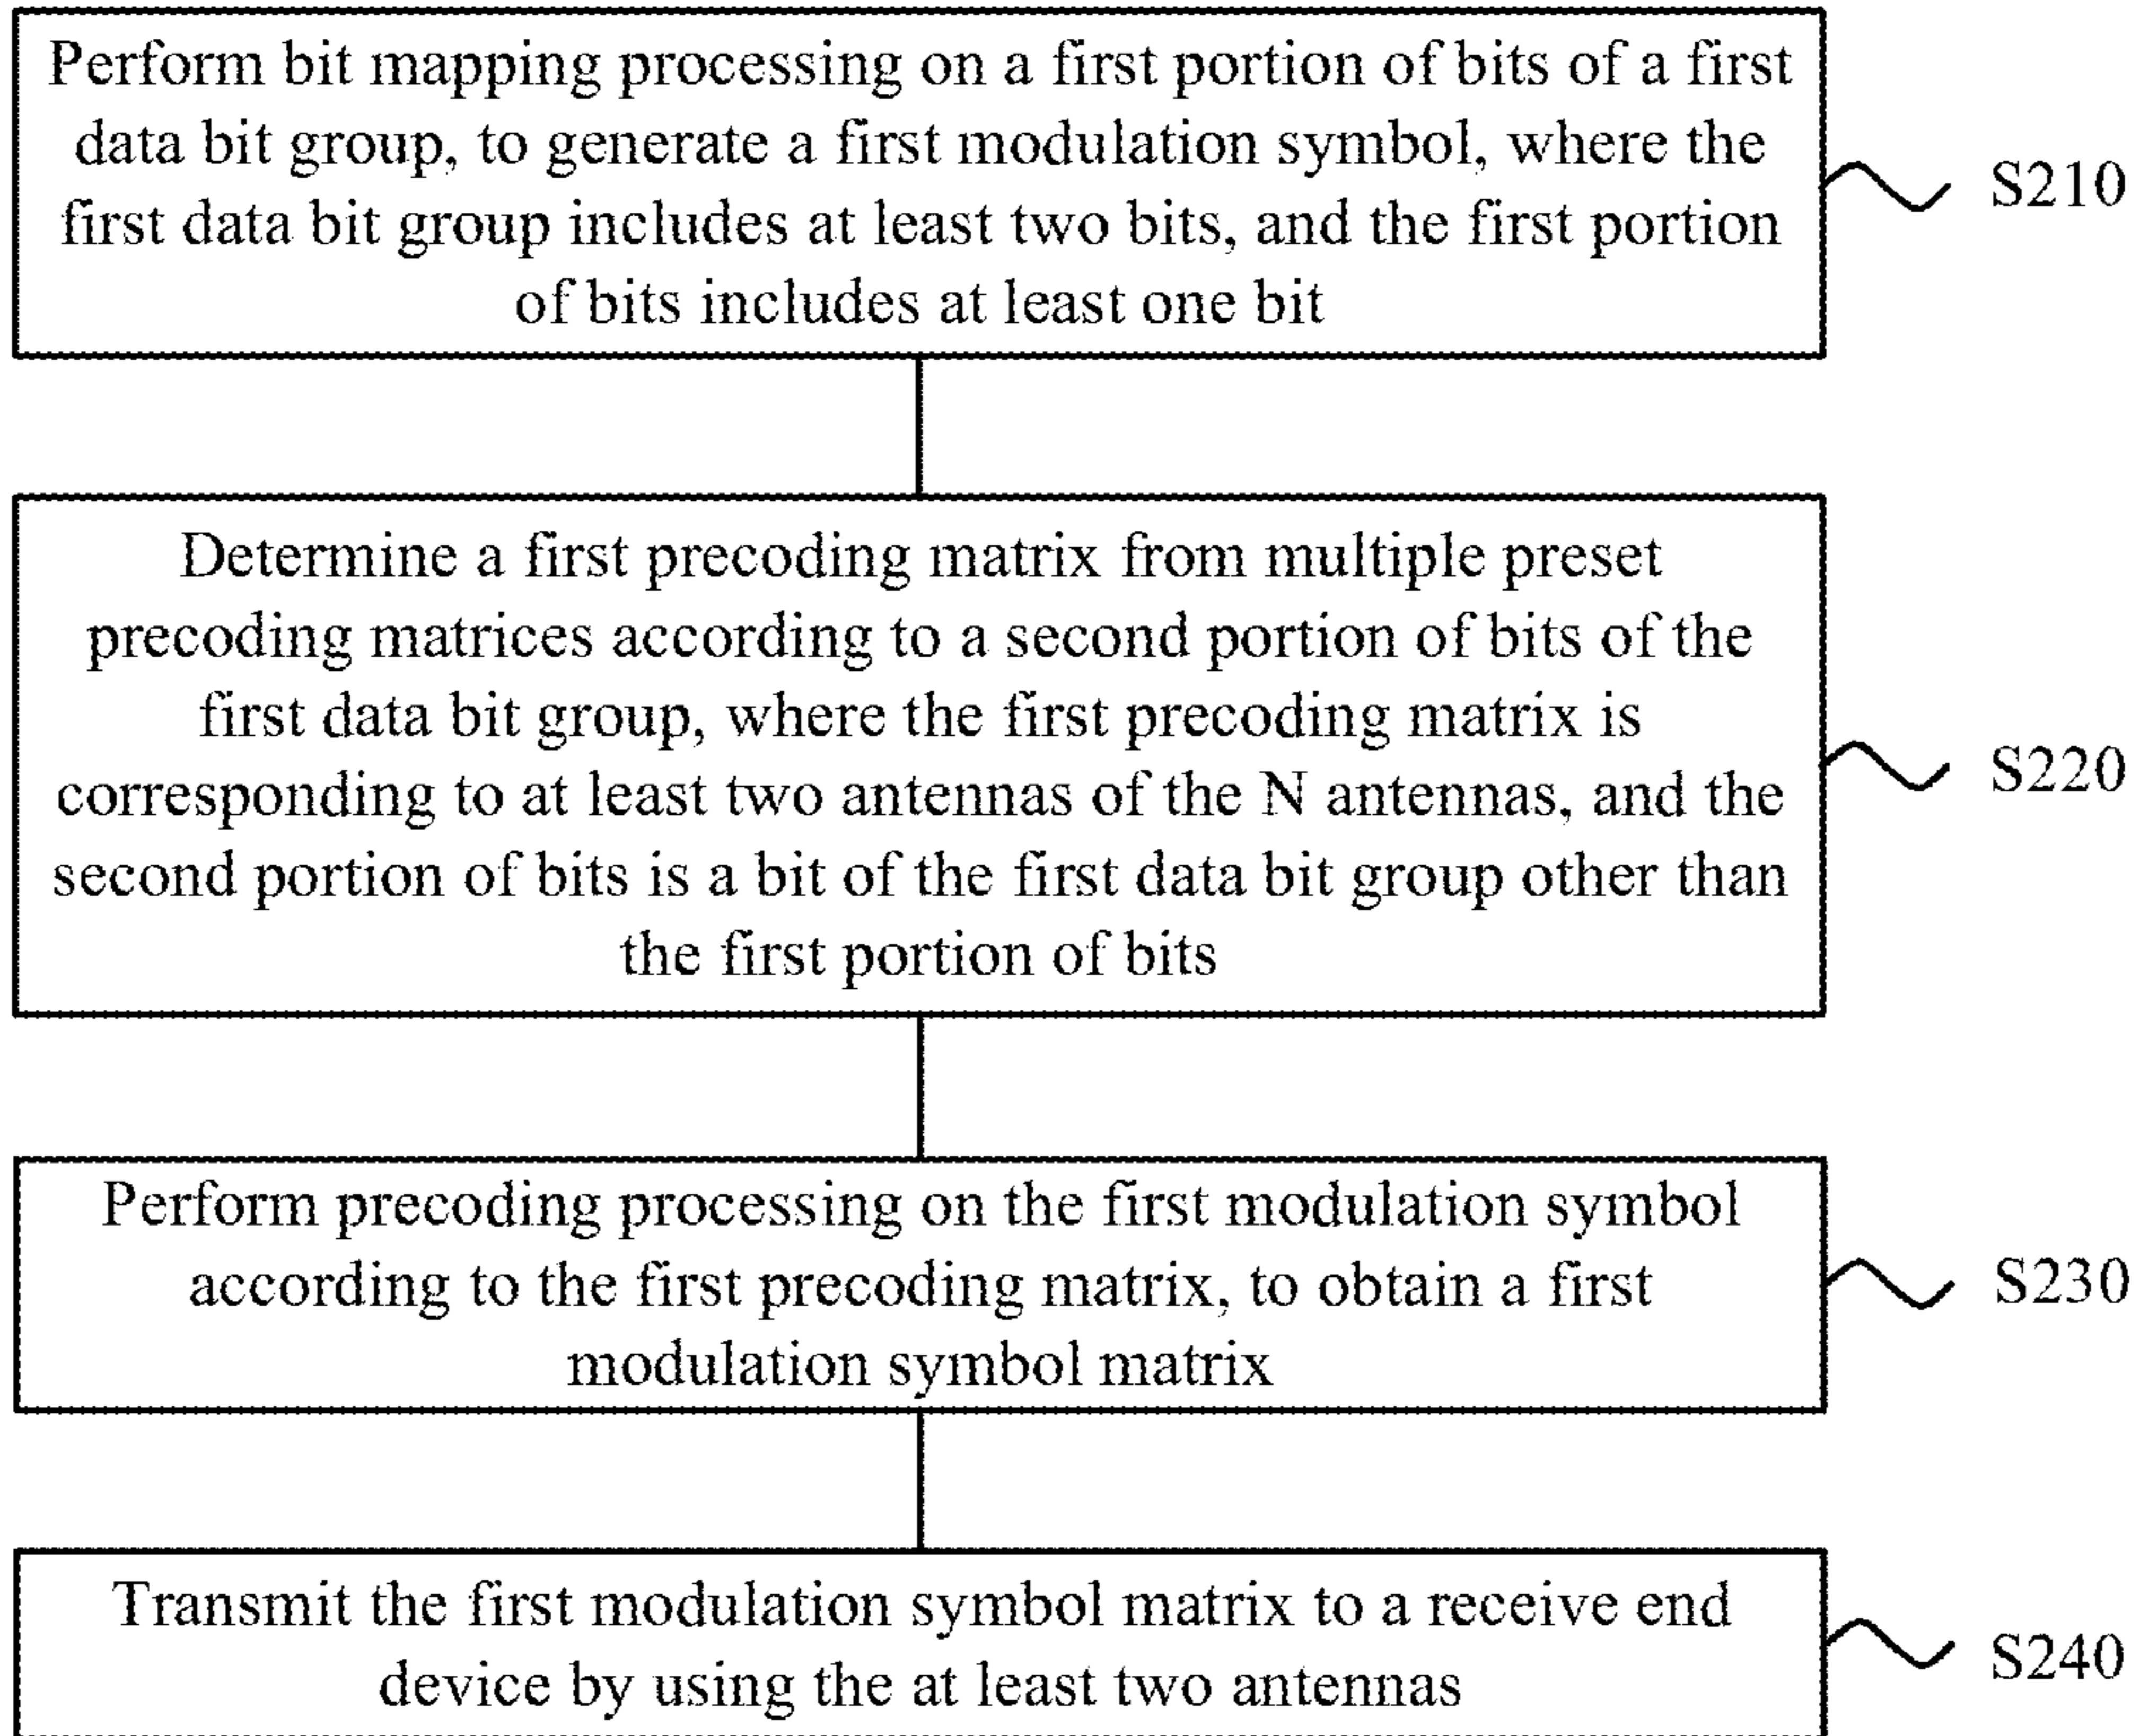 Perform bit mapping processing on a first portion of bits of a first
data bit group, to generate a first modulation symbol, where the
first data bit group includes at least two bits, and the first portion
of bits includes at least one bit
S210
Determine a first precoding matrix from multiple preset
precoding matrices according to a second portion of bits of the
first data bit group, where the first precoding matrix is
corresponding to at least two antennas of the N antennas, and the
second portion of bits is a bit of the first data bit group other than
the first portion of bits
S220
Perform precoding processing on the first modulation symbol
according to the first precoding matrix, to obtain a first
modulation symbol matrix
S230
Transmit the first modulation symbol matrix to a receive end
device by using the at least two antennas
S240